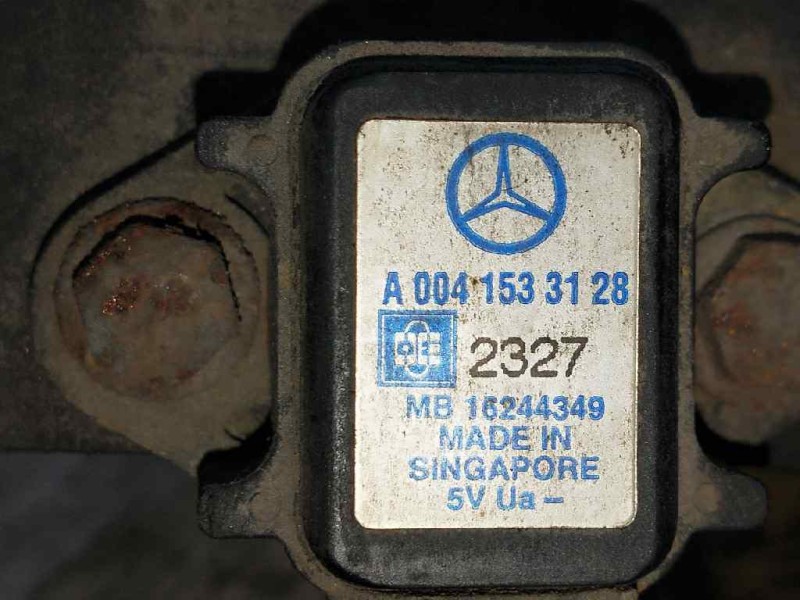 A 004 153 31 28
2327
MB 16244349
MADE IN
SINGAPORE
5V Ua –